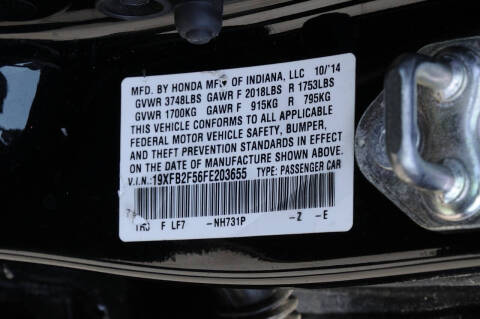 MFD. BY HONDA MFG OF INDIANA, LLC 10/'14
GVWR 3748LBS GAWR F 2018LBS R 1753LBS
GVWR 1700KG GAWR F 915KG R 795KG
THIS VEHICLE CONFORMS TO ALL APPLICABLE
FEDERAL MOTOR VEHICLE SAFETY, BUMPER,
AND THEFT PREVENTION STANDARDS IN EFFECT
ON THE DATE OF MANUFACTURE SHOWN ABOVE.
V.I.N.:19XFB2F56FE203655 TYPE: PASSENGER CAR
F LF7 -NH731P -Z -E